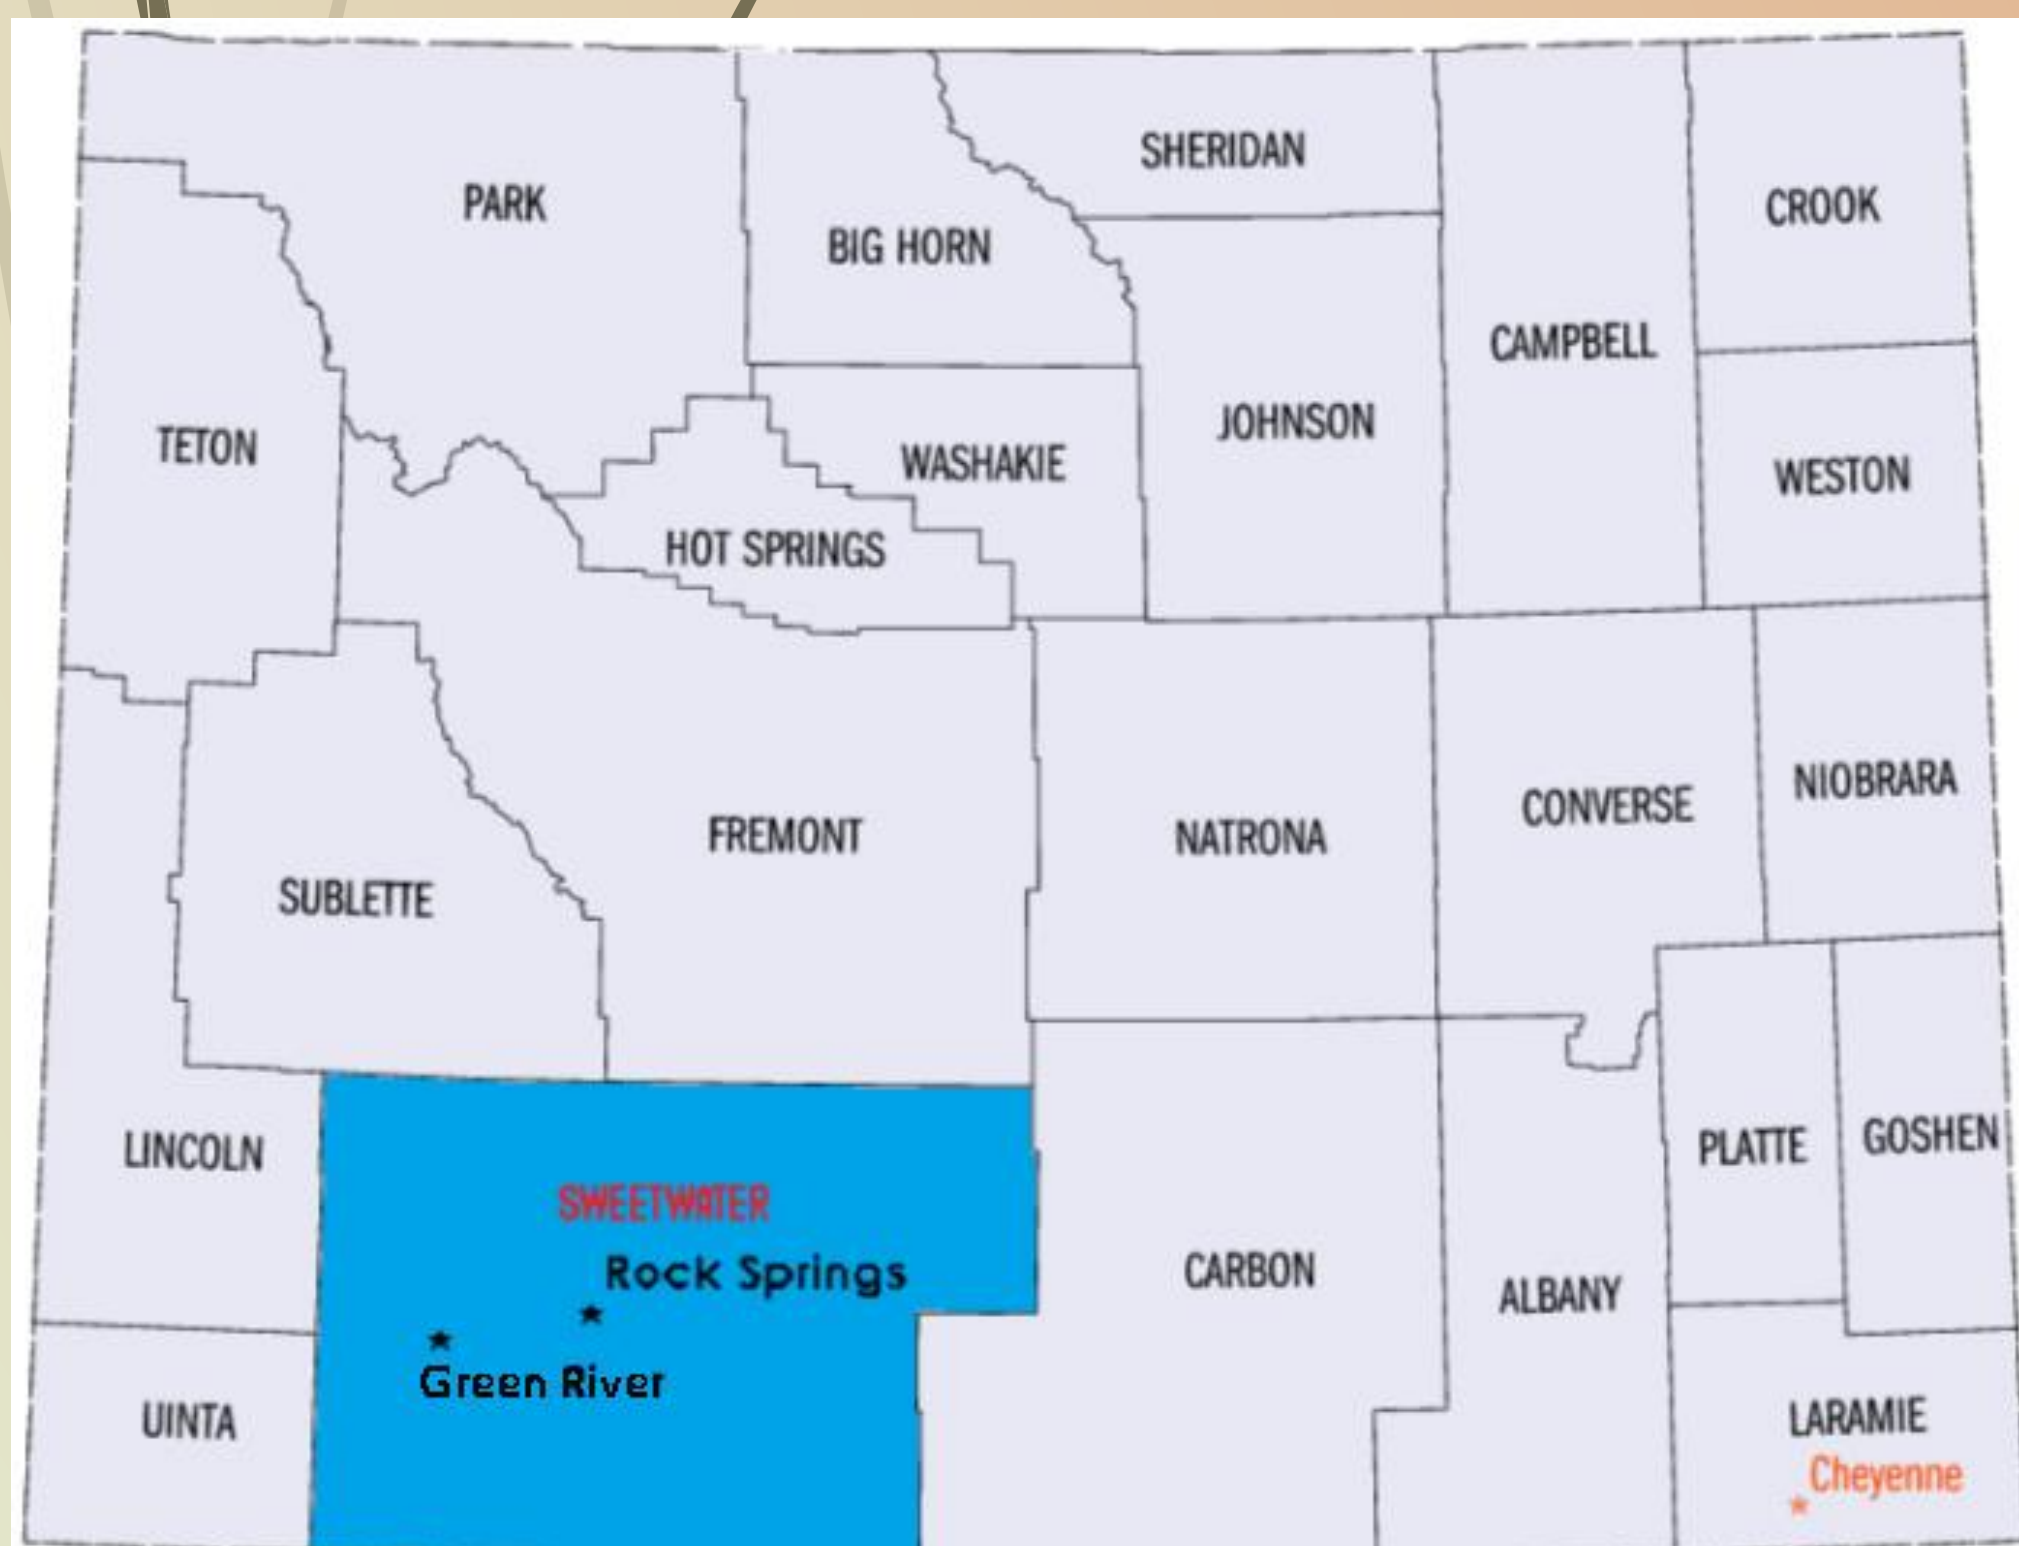 SHERIDAN
PARK
CROOK
BIG HORN
CAMPBELL
JOHNSON
TETON
WASHAKIE
WESTON
HOT SPRINGS
NIOBRARA
CONVERSE
FREMONT
NATRONA
SUBLETTE
GOSHEN
PLATTE
LINCOLN
SWEETWATER
Rock Springs
CARBON
ALBANY
Green River
UINTA
LARAMIE
Cheyenne